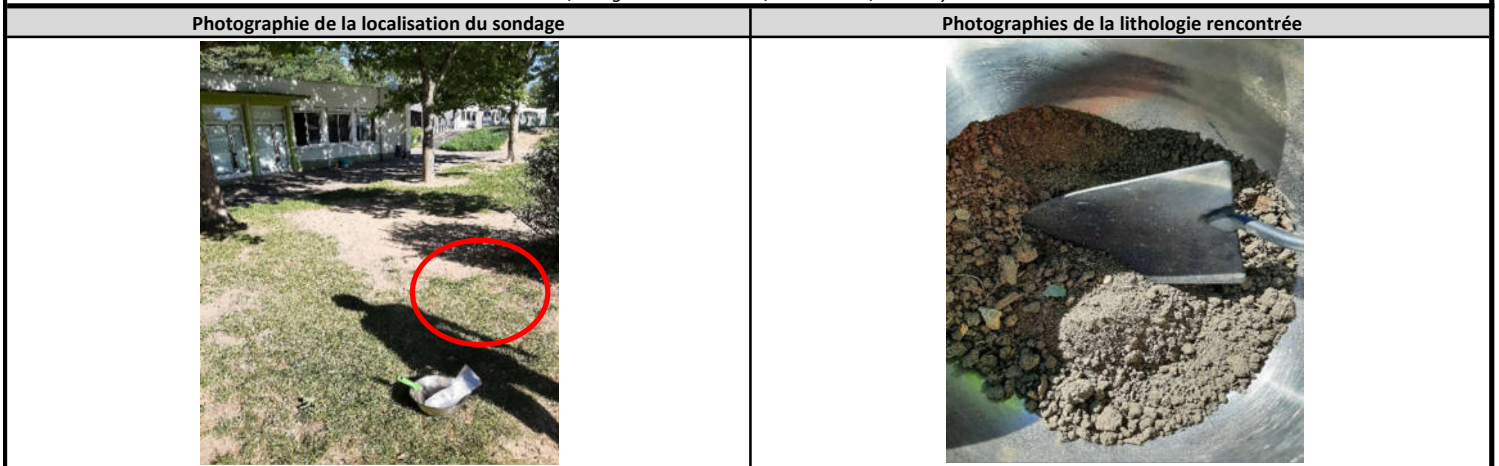 Photographie de la localisation du sondage
Photographies de la lithologie rencontrée